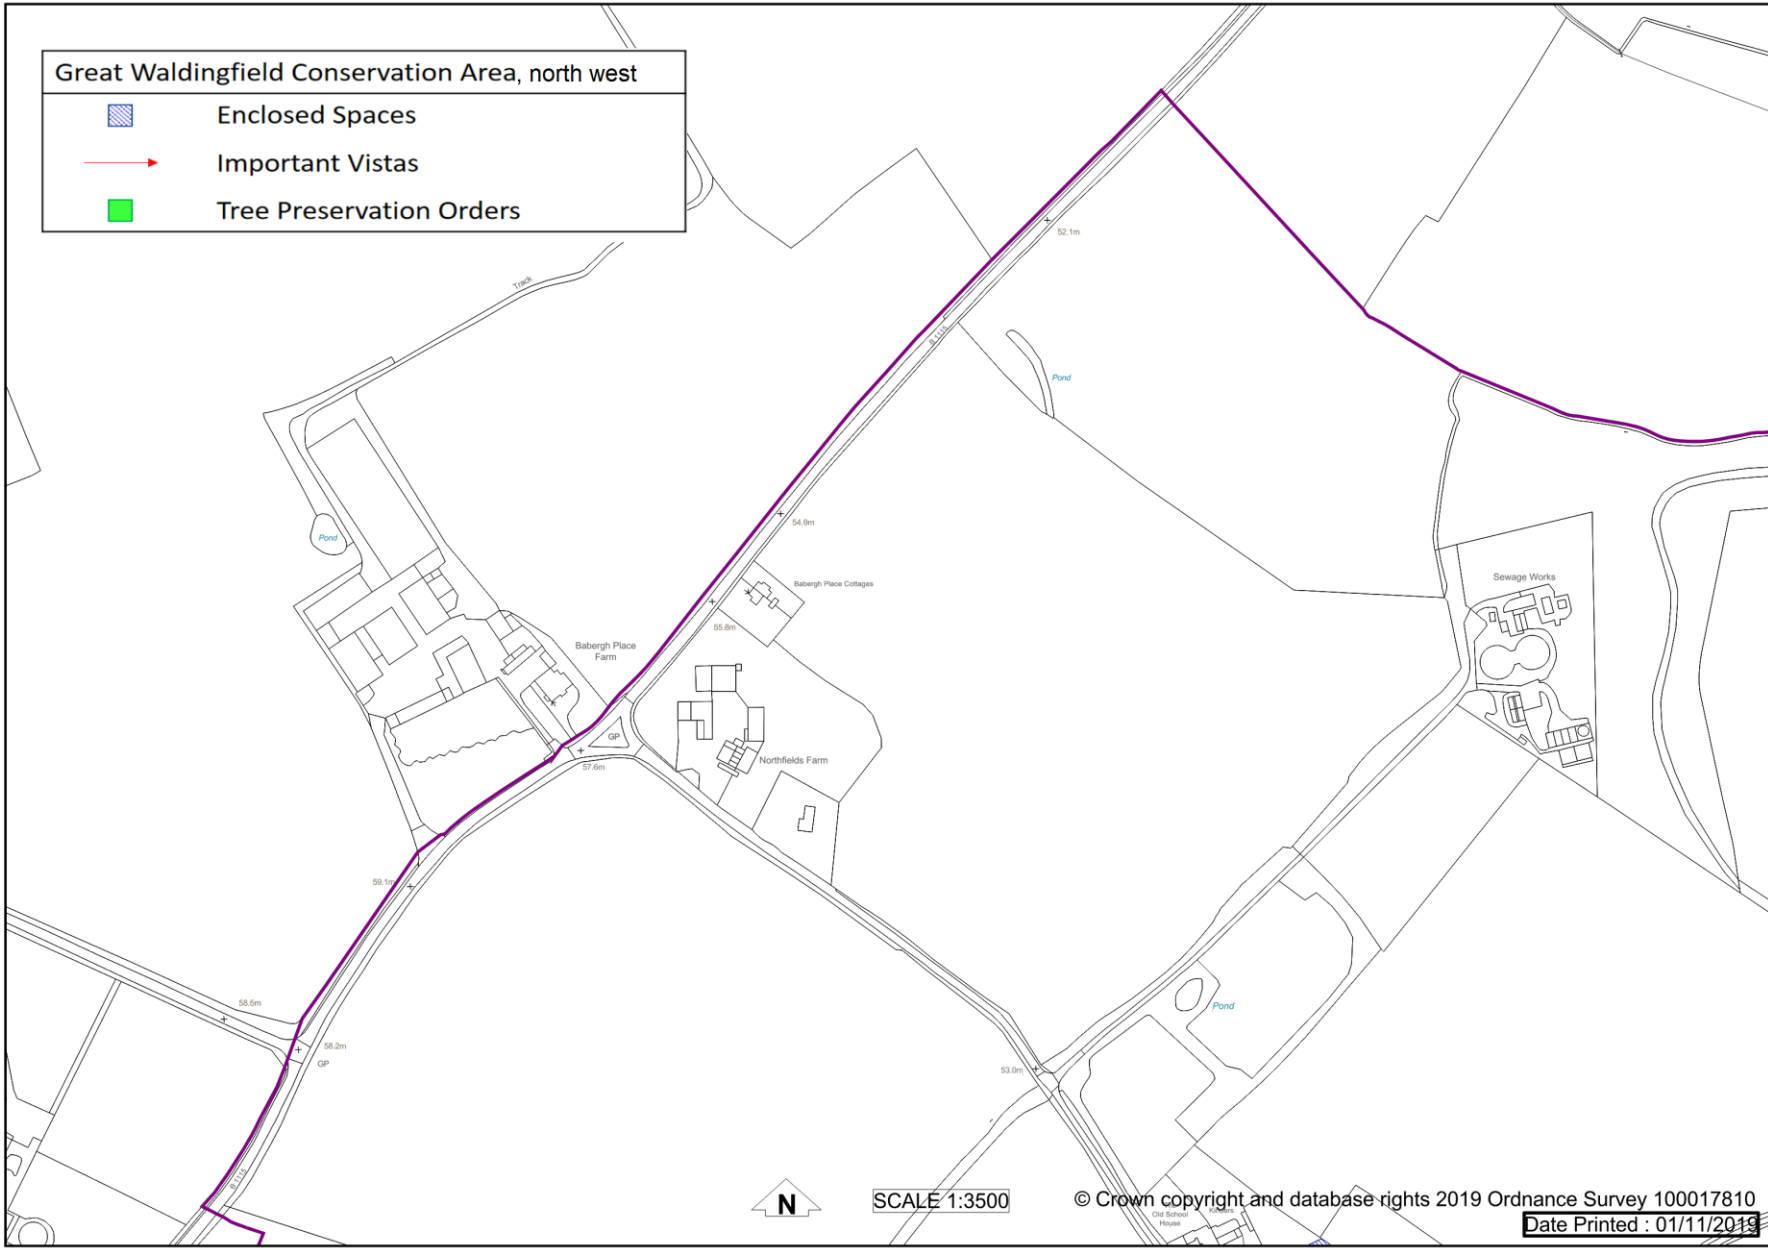 Great Waldingfield Conservation Area, north west
Enclosed Spaces
Important Vistas
Tree Preservation Orders
Track
52.1m
B 1115
Pond
54.9m
Pond
Babergh Place Cottages
55.8m
Sewage Works
Babergh Place
Farm
GP
57.6m
Northfields Farm
59.1m
58.5m
58.2m
GP
Pond
53.0m
B 1115
N
SCALE 1:3500
© Crown copyright and database rights 2019 Ordnance Survey 100017810
Old School
House
Date Printed : 01/11/2019